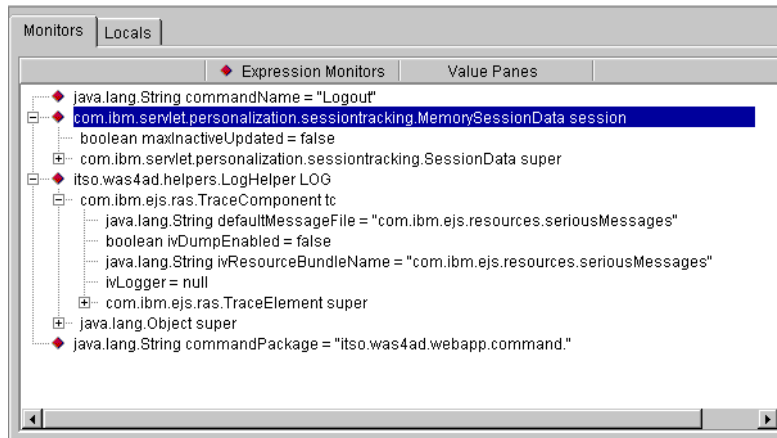 Monitors Locals
Expression Monitors Value Panes
java.lang.String commandName = "Logout"
com.ibm.servlet.personalization.sessiontracking.MemorySessionData session
boolean maxInactiveUpdated = false
com.ibm.servlet.personalization.sessiontracking.SessionData super
itso.was4ad.helpers.LogHelper LOG
com.ibm.ejs.ras.TraceComponent tc
java.lang.String defaultMessageFile = "com.ibm.ejs.resources.seriousMessages"
boolean ivDumpEnabled = false
java.lang.String ivResourceBundleName = "com.ibm.ejs.resources.seriousMessages"
ivLogger = null
com.ibm.ejs.ras.TraceElement super
java.lang.Object super
java.lang.String commandPackage = "itso.was4ad.webapp.command."